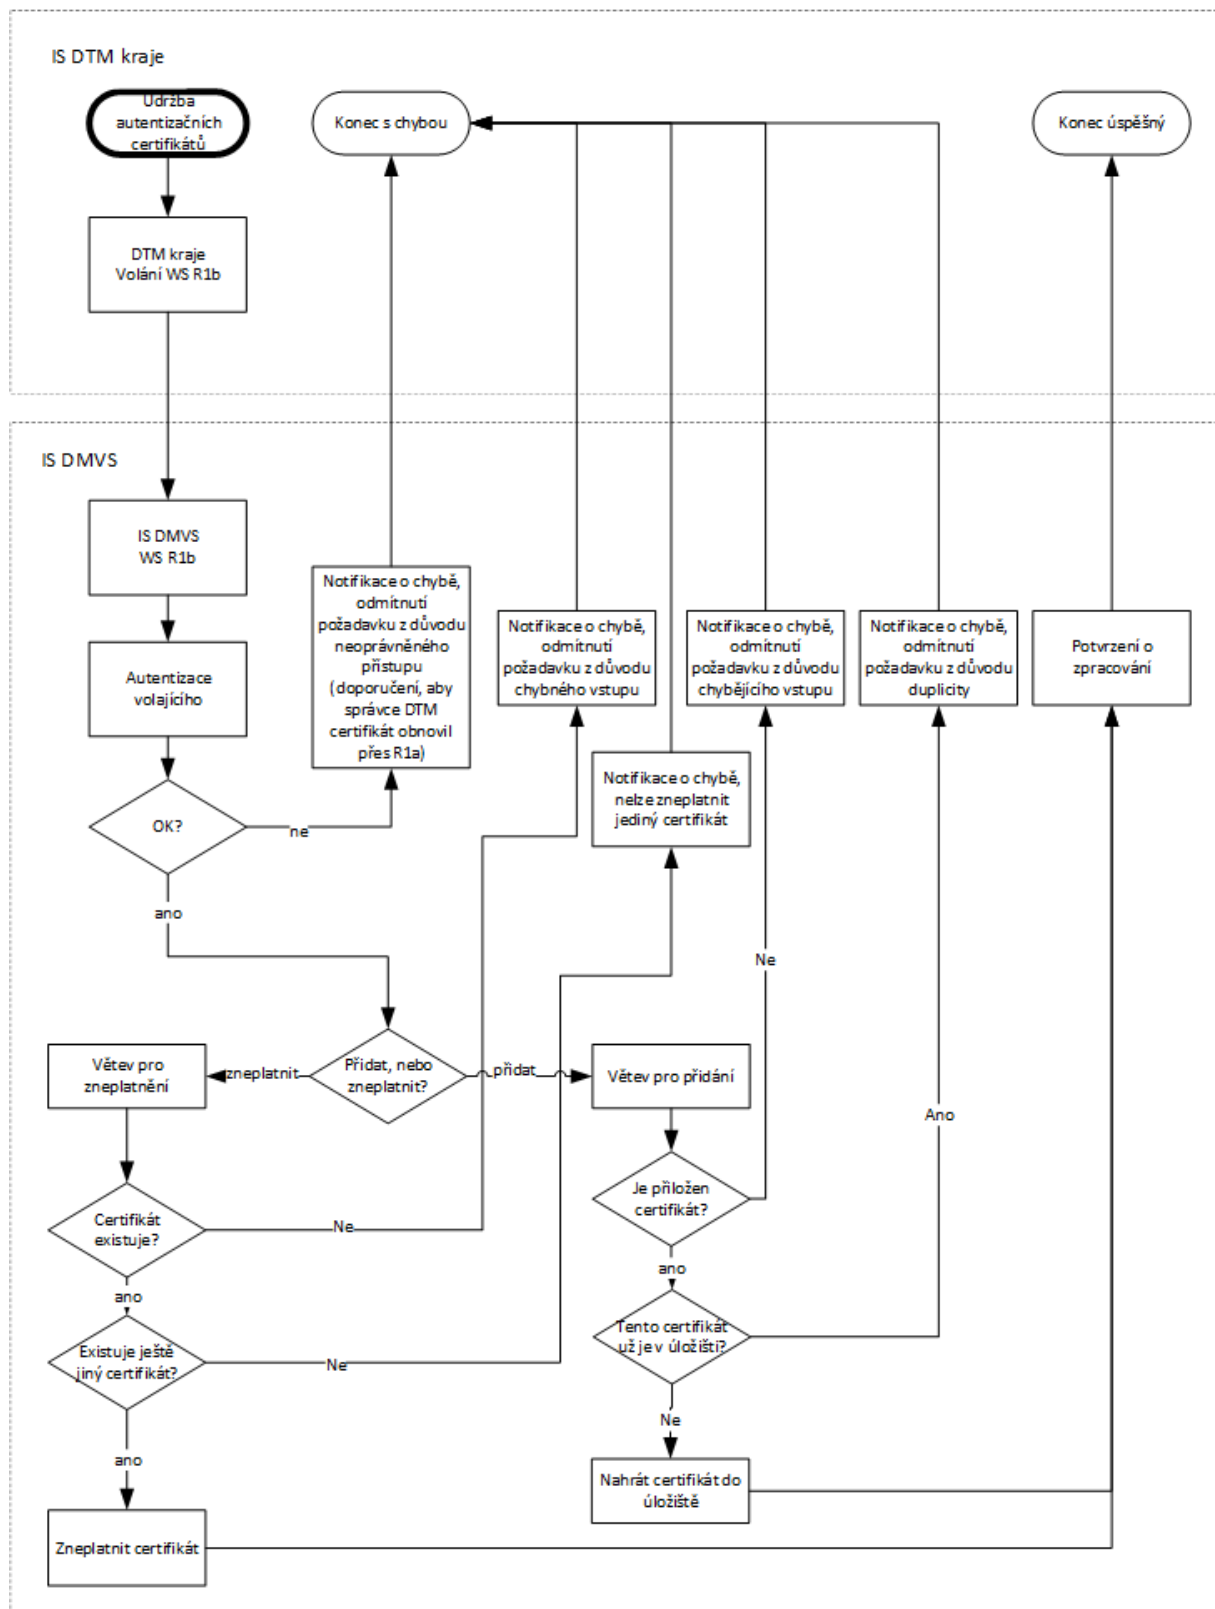 IS DTM kraje
Údržba
autentizačních
certifikátů
Konec s chybou
Konec úspěšný
DTM kraje
Volání WS R1b
IS DMVS
IS DMVS
WS R1b
Notifikace o chybě,
odmítnutí
požadavku z důvodu
neoprávněného
přístupu
(doporučení, aby
správce DTM
certifikát obnovil
přes R1a)
Notifikace o chybě,
odmítnutí
požadavku z důvodu
chybného vstupu
Notifikace o chybě,
odmítnutí
požadavku z důvodu
chybějícího vstupu
Notifikace o chybě,
odmítnutí
požadavku z důvodu
duplicity
Potvrzení o
zpracování
Autentizace
volajícího
Notifikace o chybě,
nelze zneplatnit
jediný certifikát
OK?
ne
ano
Ne
Větev pro
zneplatnění
zneplatnit
Přidat, nebo
zneplatnit?
přidat
Větev pro přidání
Ano
Je přiložen
certifikát?
Certifikát
existuje?
Ne
ano
ano
Tento certifikát
už je v úložišti?
Existuje ještě
jiný certifikát?
Ne
Ne
ano
Nahrát certifikát do
úložiště
Zneplatnit certifikát